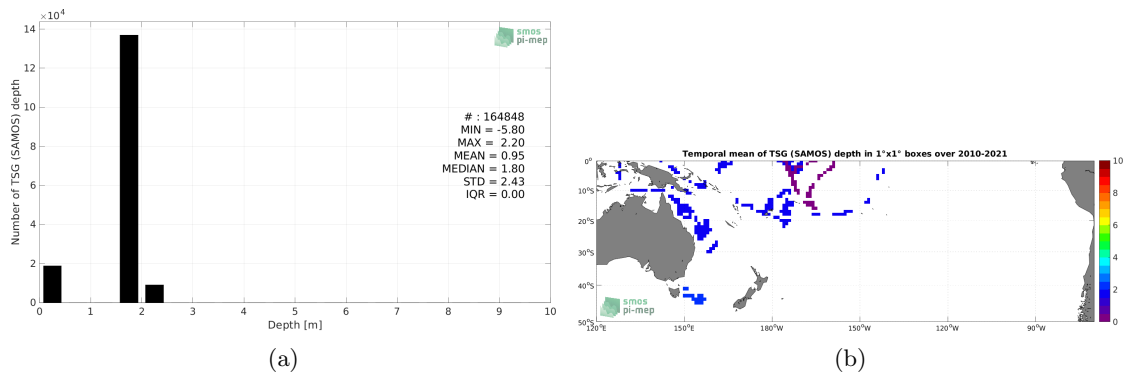 ×10⁴
14
12
10
8
6
4
2
0
Number of TSG (SAMOS) depth
0 1 2 3 4 5 6 7 8 9 10
Depth [m]
smos
pi-mep
# : 164848
MIN = -5.80
MAX = 2.20
MEAN = 0.95
MEDIAN = 1.80
STD = 2.43
IQR = 0.00
(a)
Temporal mean of TSG (SAMOS) depth in 1°x1° boxes over 2010-2021
0°
10°S
20°S
30°S
40°S
50°S
120°E 150°E 180°W 150°W 120°W 90°W
smos
pi-mep
10
8
6
4
2
0
(b)